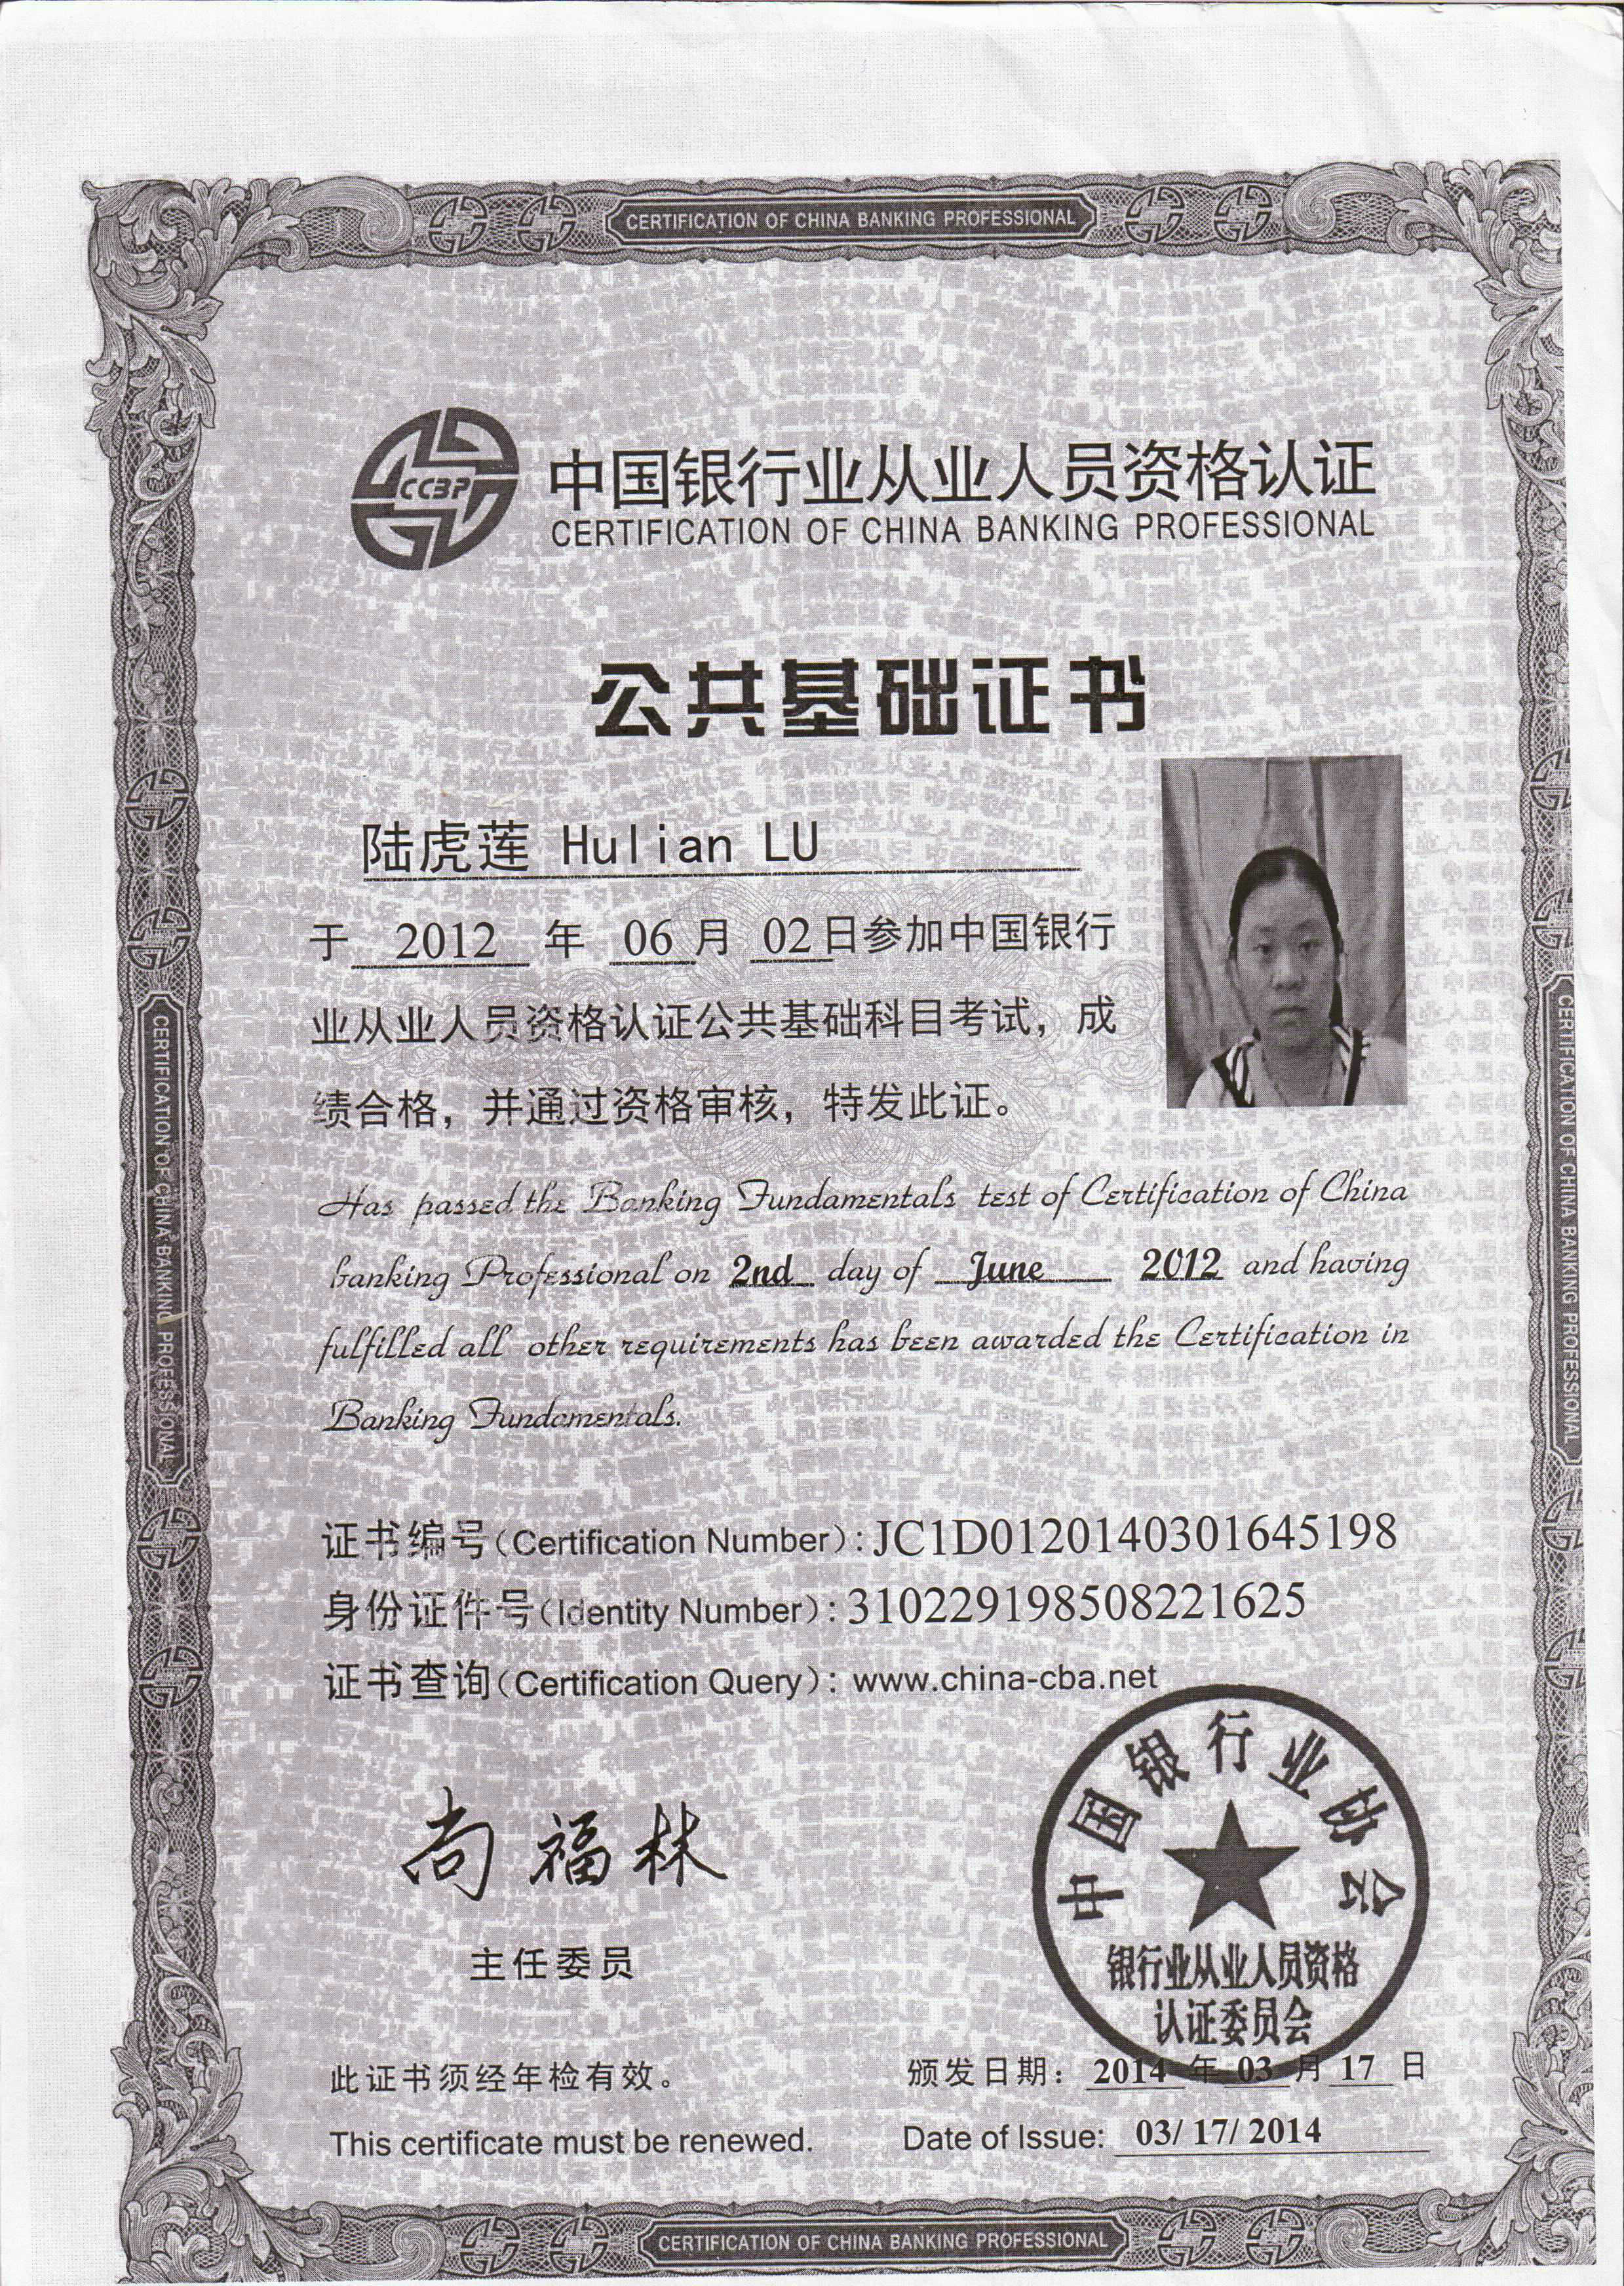 CERTIFICATION OF CHINA BANKING PROFESSIONAL
CCBP
中国银行业从业人员资格认证
CERTIFICATION OF CHINA BANKING PROFESSIONAL
公共基础证书
陆虎莲 Hulian LU
于 2012 年 06 月 02 日参加中国银行
业从业人员资格认证公共基础科目考试，成
绩合格，并通过资格审核，特发此证。
Has passed the Banking Fundamentals test of Certification of China
banking Professional on 2nd day of June 2012 and having
fulfilled all other requirements has been awarded the Certification in
Banking Fundamentals.
证书编号（Certification Number）: JC1D0120140301645198
身份证件号（Identity Number）: 310229198508221625
证书查询（Certification Query）: www.china-cba.net
中国银行业协会
银行业从业人员资格
认证委员会
尚福林
主任委员
此证书须经年检有效。
颁发日期： 2014 年 03 月 17 日
This certificate must be renewed.
Date of Issue: 03/ 17/ 2014
CERTIFICATION OF CHINA BANKING PROFESSIONAL
CERTIFICATION OF CHINA BANKING PROFESSIONAL
CERTIFICATION OF CHINA BANKING PROFESSIONAL